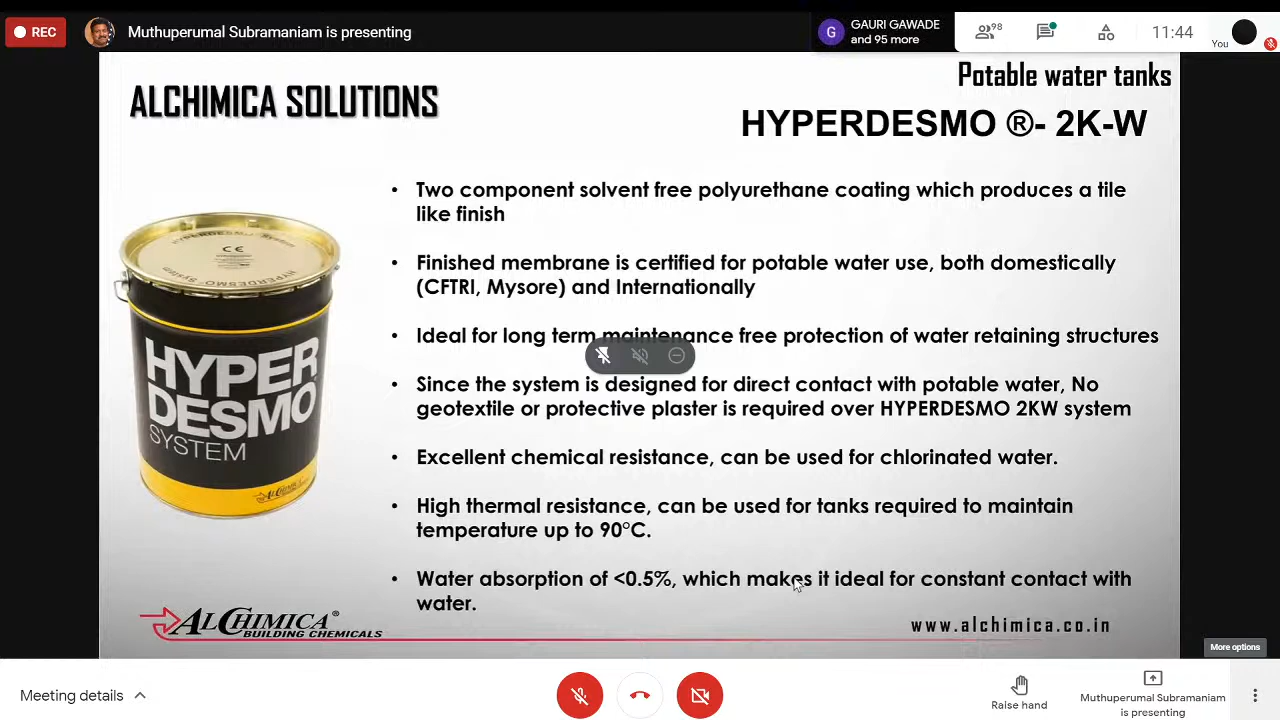 REC
Muthuperumal Subramaniam is presenting
G
GAURI GAWADE
and 95 more
98
11:44
You
Potable water tanks
ALCHIMICA SOLUTIONS
HYPERDESMO ®- 2K-W
• Two component solvent free polyurethane coating which produces a tile
like finish
• Finished membrane is certified for potable water use, both domestically
(CFTRI, Mysore) and Internationally
• Ideal for long term maintenance free protection of water retaining structures
• Since the system is designed for direct contact with potable water, No
geotextile or protective plaster is required over HYPERDESMO 2KW system
• Excellent chemical resistance, can be used for chlorinated water.
• High thermal resistance, can be used for tanks required to maintain
temperature up to 90°C.
• Water absorption of <0.5%, which makes it ideal for constant contact with
water.
HYPERDESMO System
CE
HYPER
DESMO
SYSTEM
ALCHIMICA
ALCHIMICA®
BUILDING CHEMICALS
www.alchimica.co.in
More options
Meeting details
Raise hand
Muthuperumal Subramaniam
is presenting